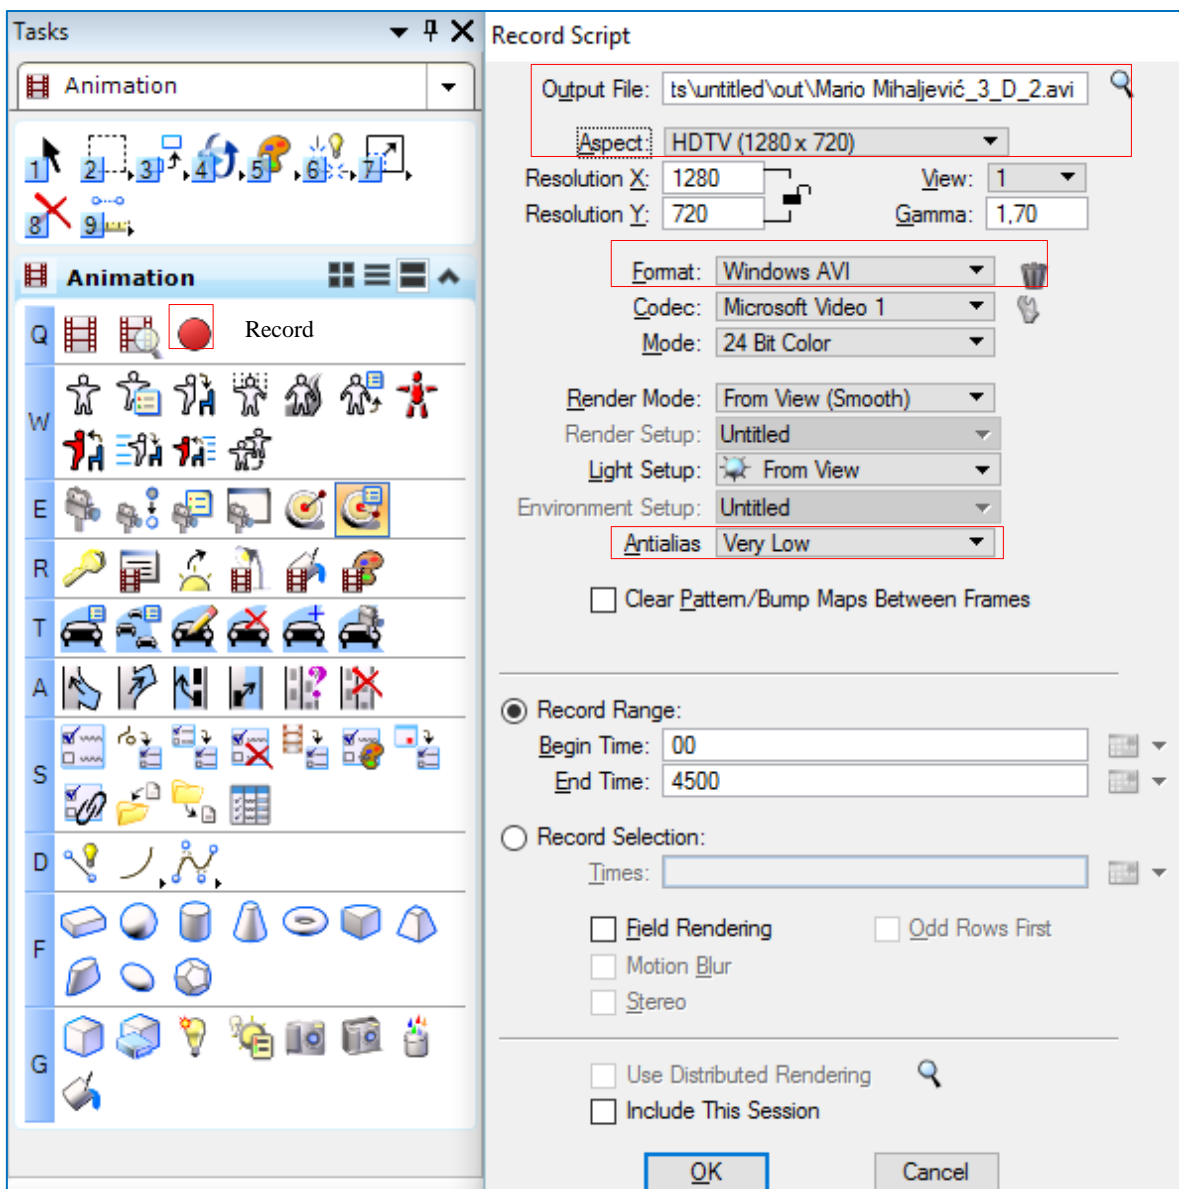 Tasks
Animation
1 2 3 4 5 6 7
8 9
Animation
Q Record
W
E
R
T
A
S
D
F
G
Record Script
Output File: ts\untitled\out\Mario Mihaljević_3_D_2.avi
Aspect: HDTV (1280 x 720)
Resolution X: 1280 View: 1
Resolution Y: 720 Gamma: 1,70
Format: Windows AVI
Codec: Microsoft Video 1
Mode: 24 Bit Color
Render Mode: From View (Smooth)
Render Setup: Untitled
Light Setup: From View
Environment Setup: Untitled
Antialias Very Low
Clear Pattern/Bump Maps Between Frames
Record Range:
Begin Time: 00
End Time: 4500
Record Selection:
Times:
Field Rendering Odd Rows First
Motion Blur
Stereo
Use Distributed Rendering
Include This Session
OK Cancel